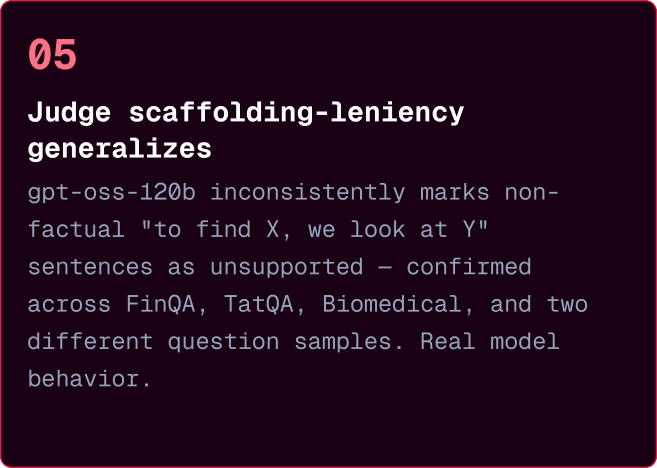 05
Judge scaffolding-leniency
generalizes
gpt-oss-120b inconsistently marks non-
factual "to find X, we look at Y"
sentences as unsupported — confirmed
across FinQA, TatQA, Biomedical, and two
different question samples. Real model
behavior.